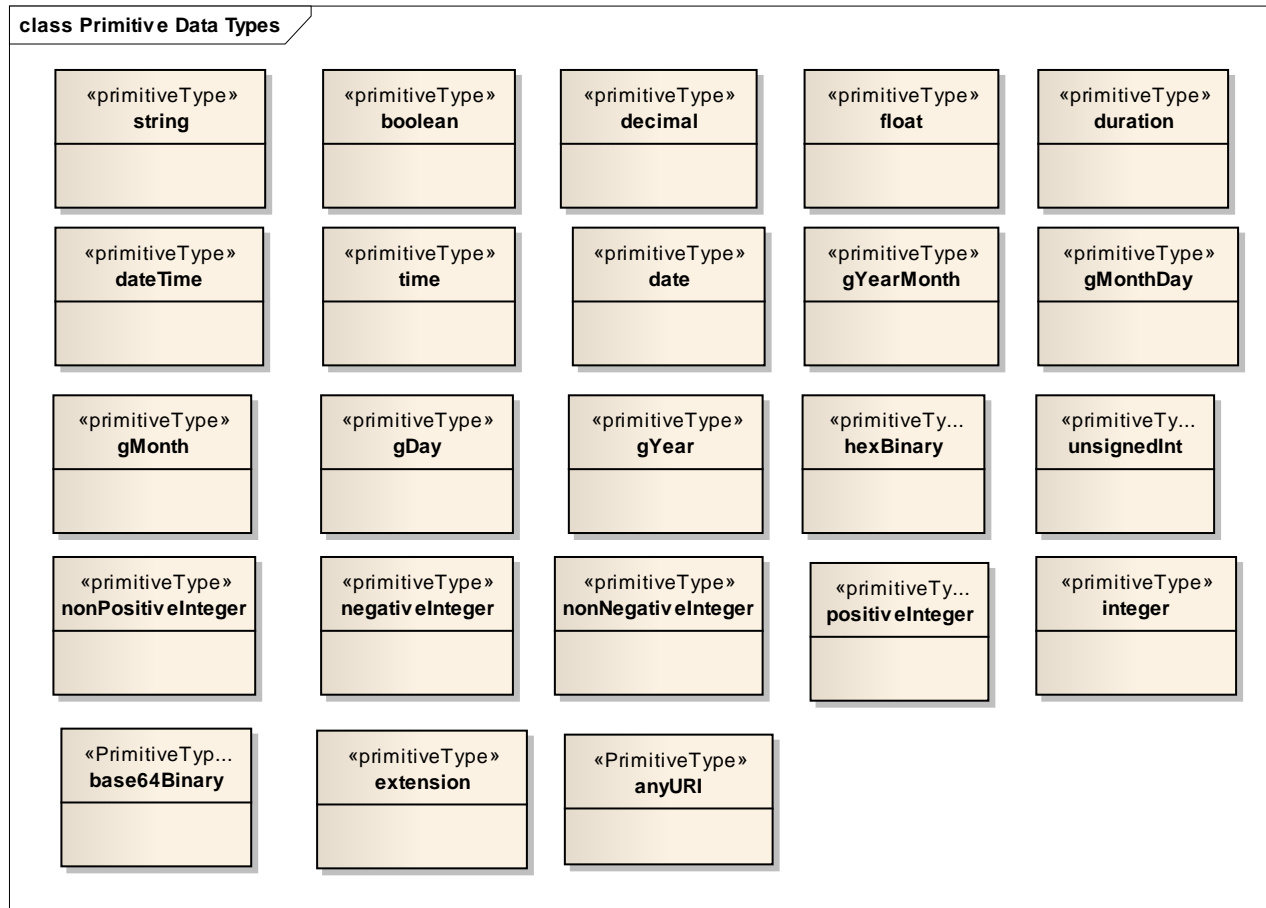 class Primitive Data Types
«primitiveType»
string
«primitiveType»
boolean
«primitiveType»
decimal
«primitiveType»
float
«primitiveType»
duration
«primitiveType»
dateTime
«primitiveType»
time
«primitiveType»
date
«primitiveType»
gYearMonth
«primitiveType»
gMonthDay
«primitiveType»
gMonth
«primitiveType»
gDay
«primitiveType»
gYear
«primitiveTy...
hexBinary
«primitiveTy...
unsignedInt
«primitiveType»
nonPositiveInteger
«primitiveType»
negativeInteger
«primitiveType»
nonNegativeInteger
«primitiveTy...
positiveInteger
«primitiveType»
integer
«PrimitiveTyp...
base64Binary
«primitiveType»
extension
«PrimitiveType»
anyURI